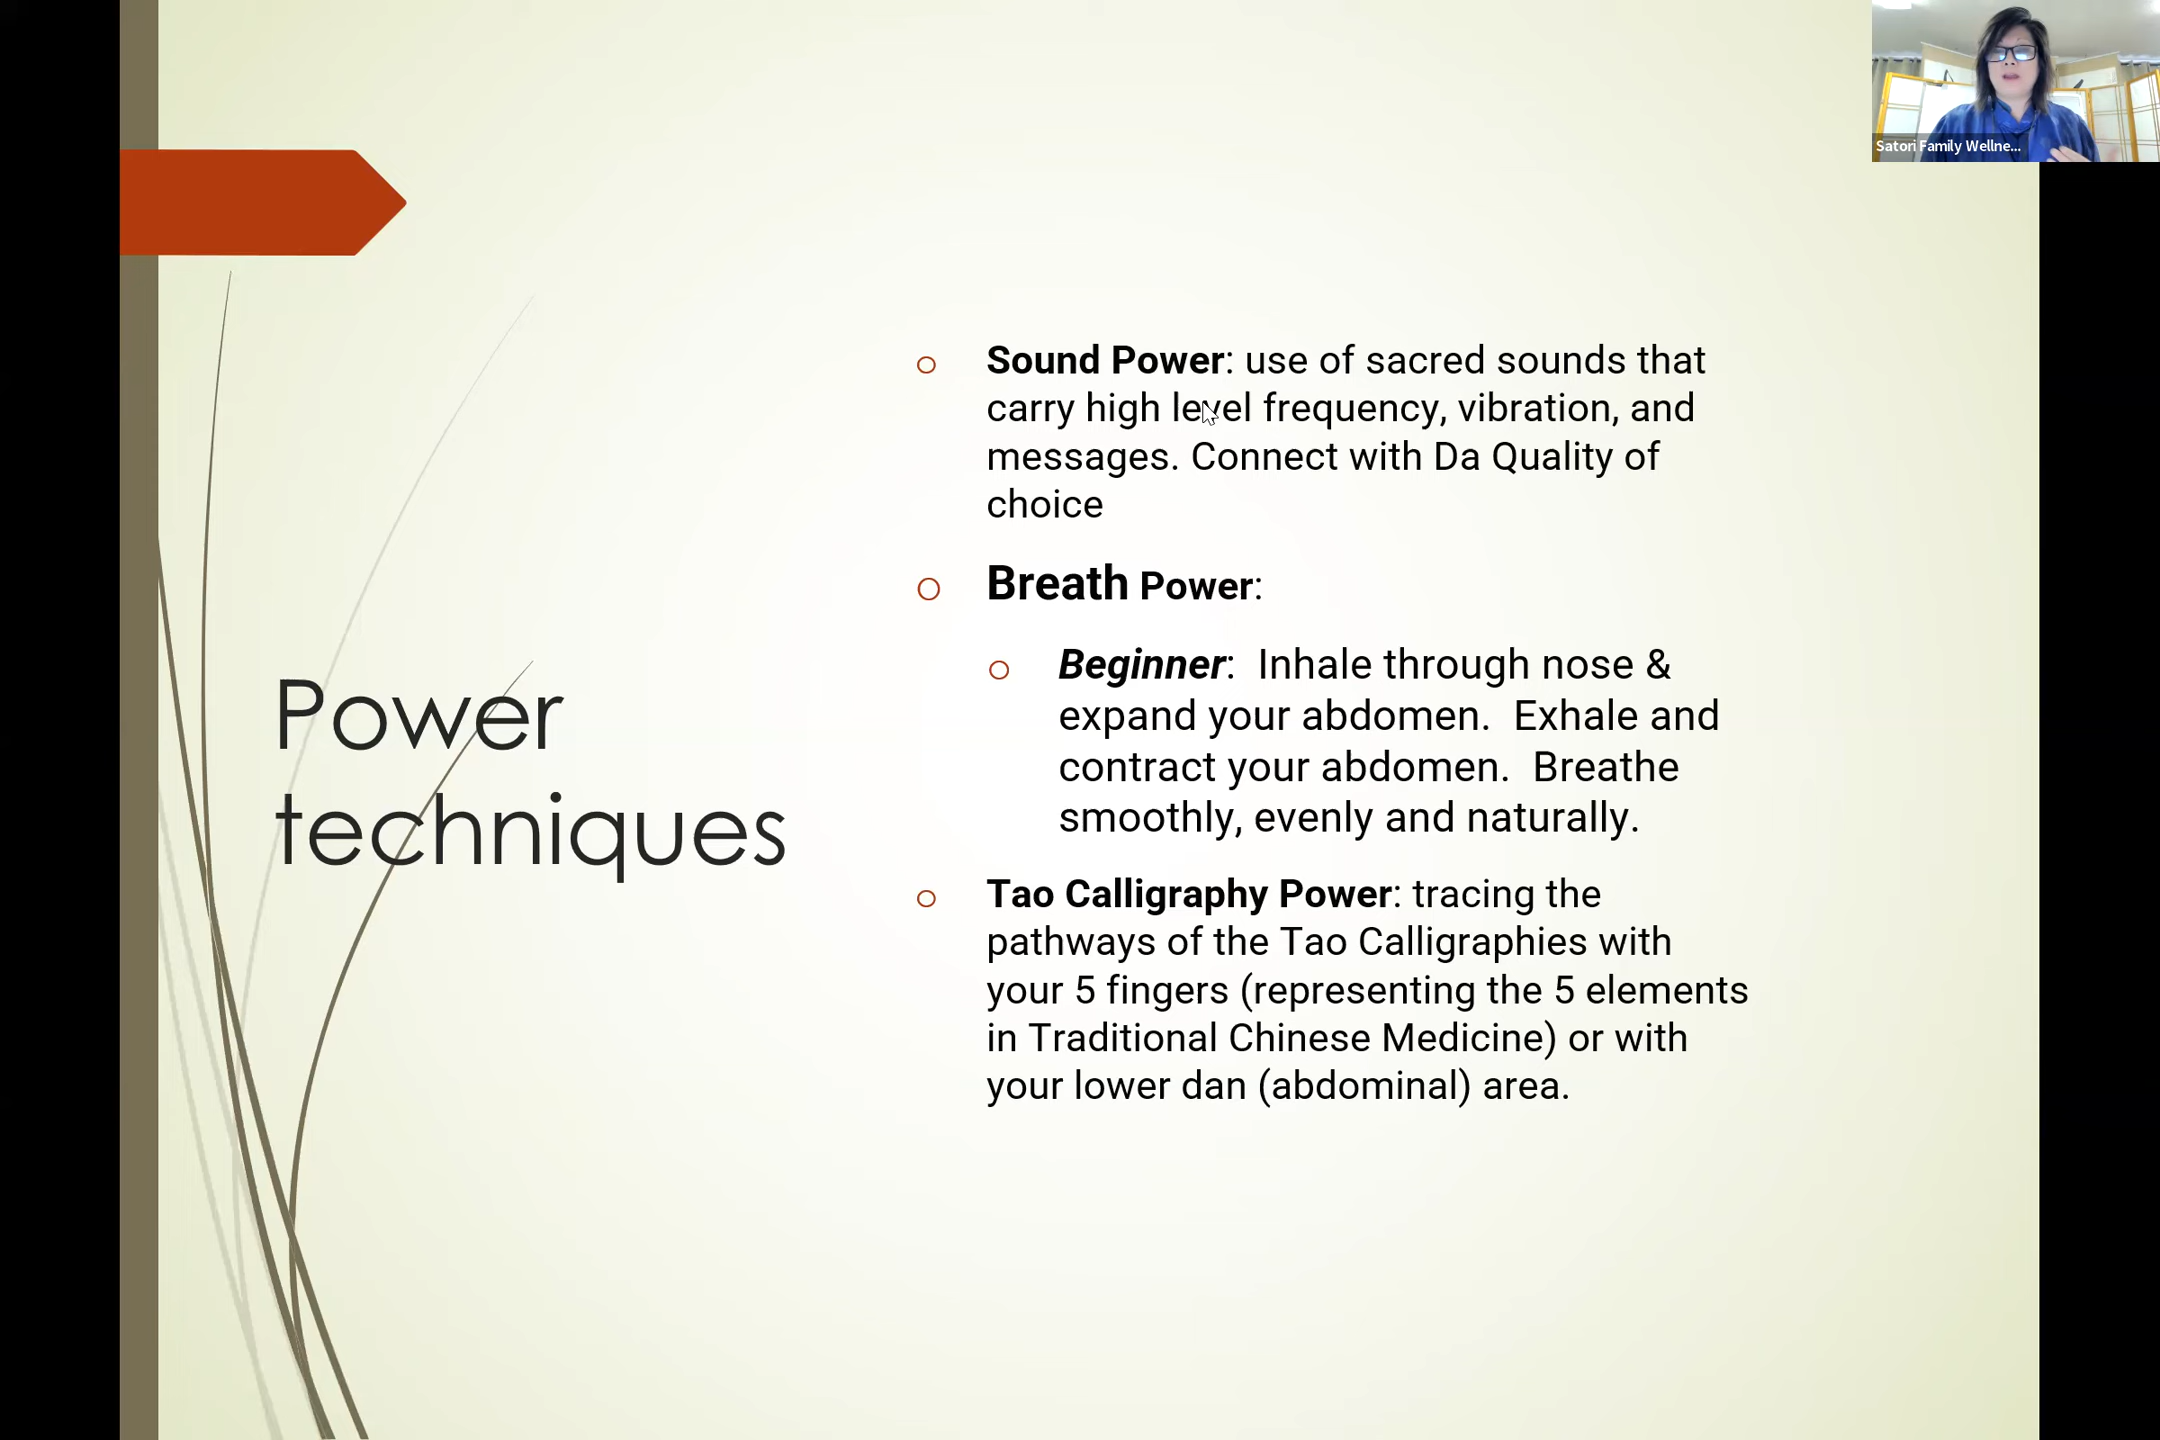 Satori Family Wellne...
Power
techniques
Sound Power: use of sacred sounds that
carry high level frequency, vibration, and
messages. Connect with Da Quality of
choice
Breath Power:
Beginner:  Inhale through nose &
expand your abdomen.  Exhale and
contract your abdomen.  Breathe
smoothly, evenly and naturally.
Tao Calligraphy Power: tracing the
pathways of the Tao Calligraphies with
your 5 fingers (representing the 5 elements
in Traditional Chinese Medicine) or with
your lower dan (abdominal) area.